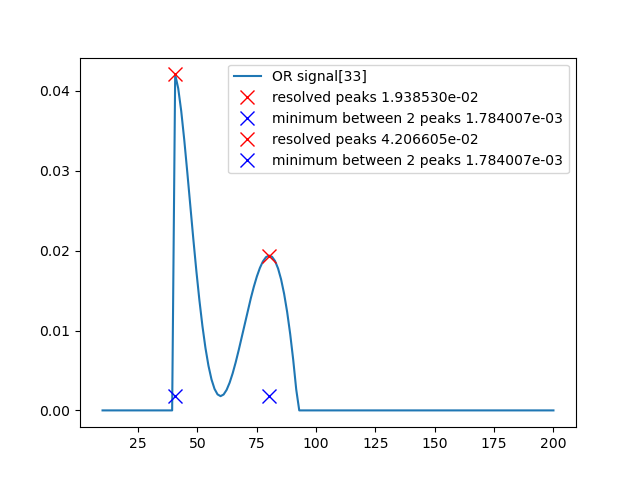 OR signal[33]
resolved peaks 1.938530e-02
minimum between 2 peaks 1.784007e-03
resolved peaks 4.206605e-02
minimum between 2 peaks 1.784007e-03
0.04
0.03
0.02
0.01
0.00
25 50 75 100 125 150 175 200